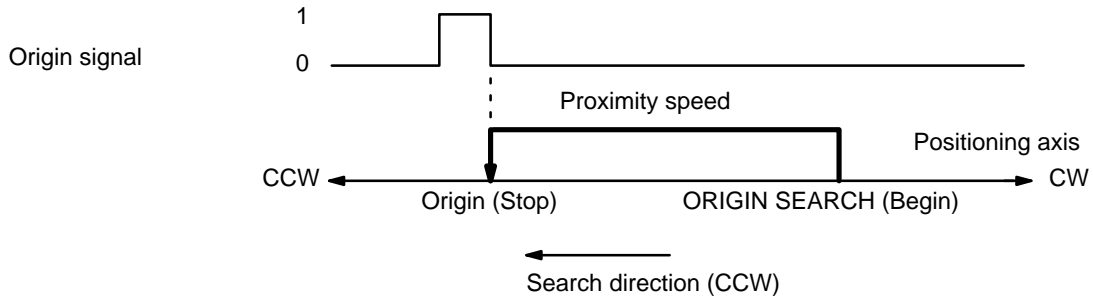 1
Origin signal
0
Proximity speed
Positioning axis
CCW
CW
Origin (Stop)
ORIGIN SEARCH (Begin)
Search direction (CCW)